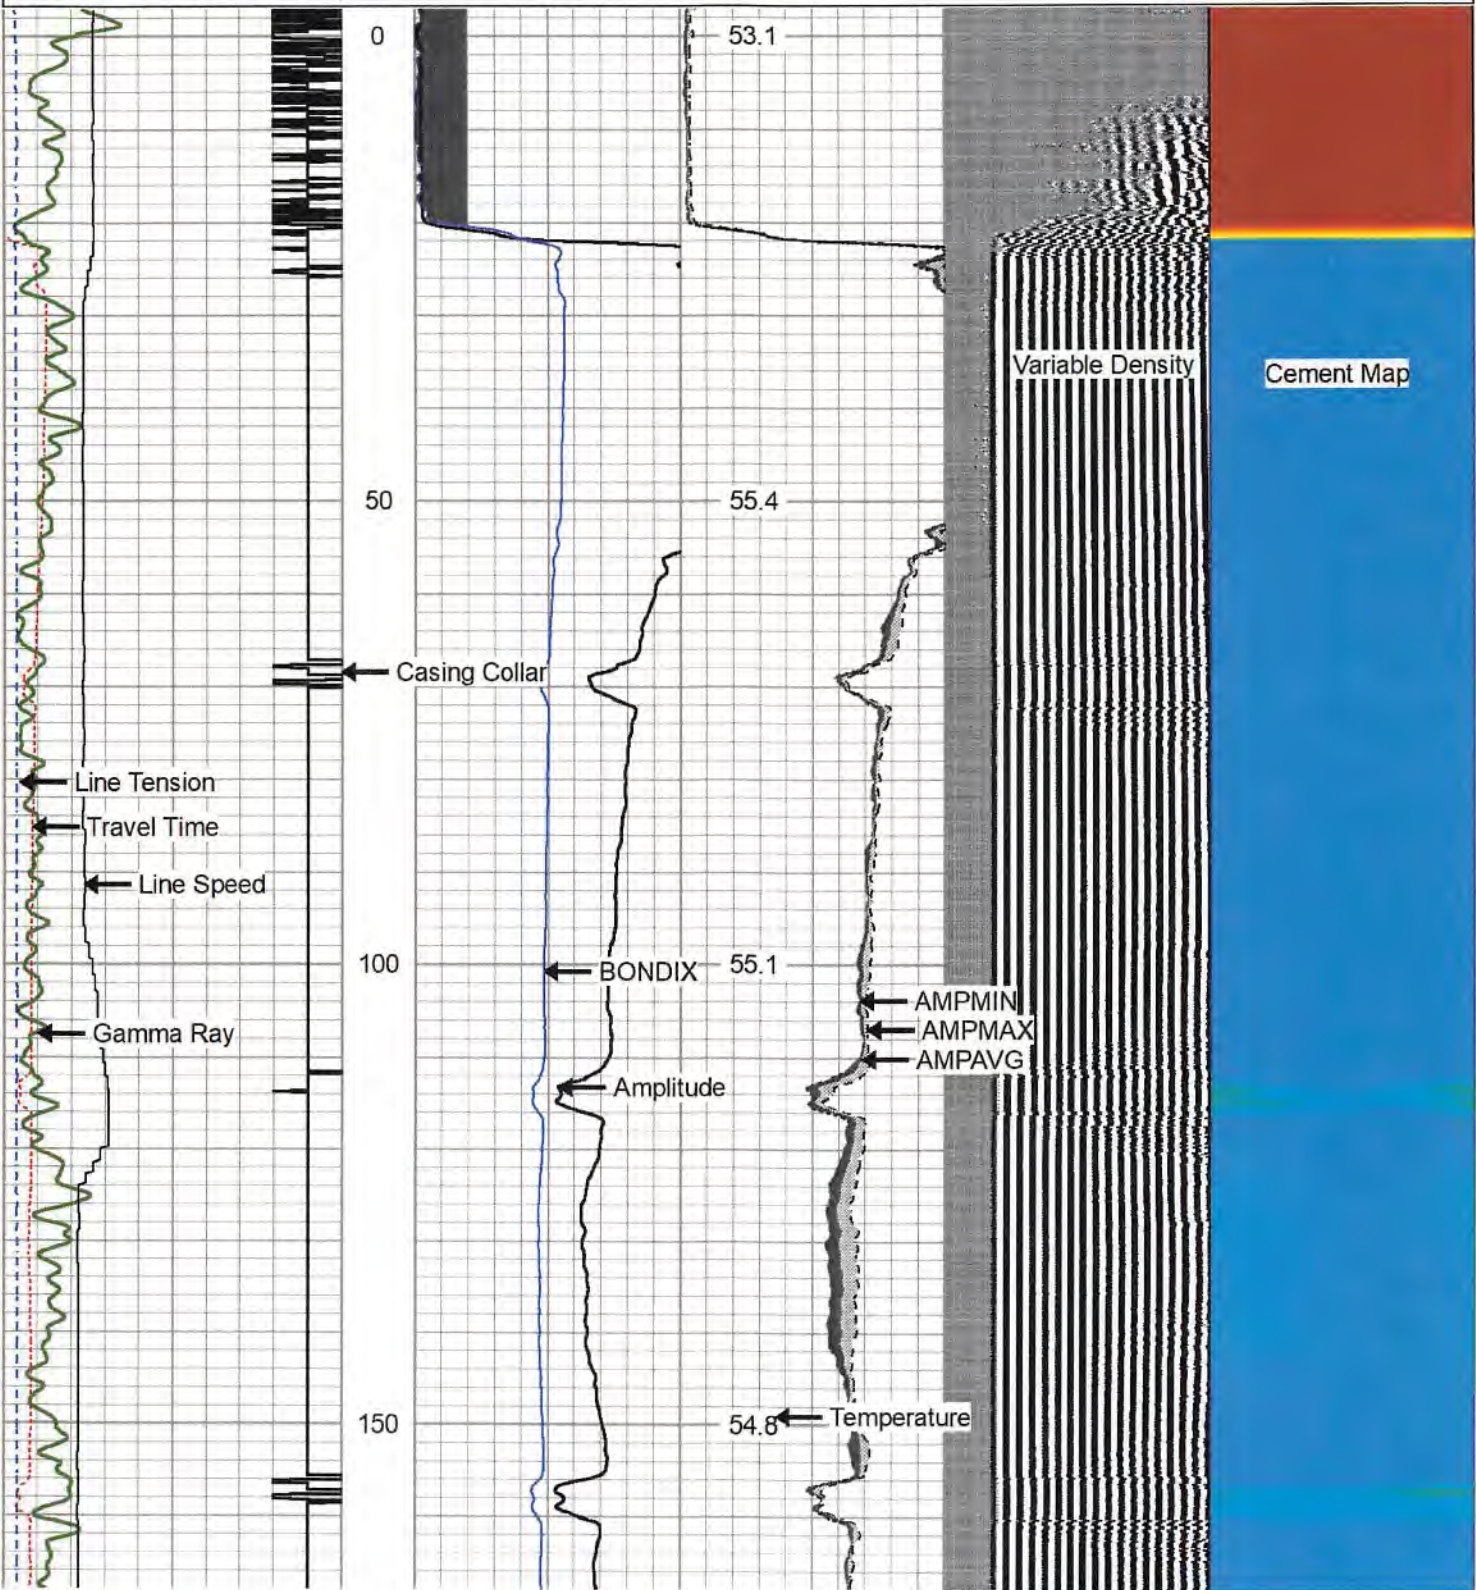 0
53.1
Variable Density
Cement Map
50
55.4
Casing Collar
Line Tension
Travel Time
Line Speed
100
BONDIX
55.1
AMPMIN
Gamma Ray
AMPMAX
AMPAVG
Amplitude
150
54.8
Temperature